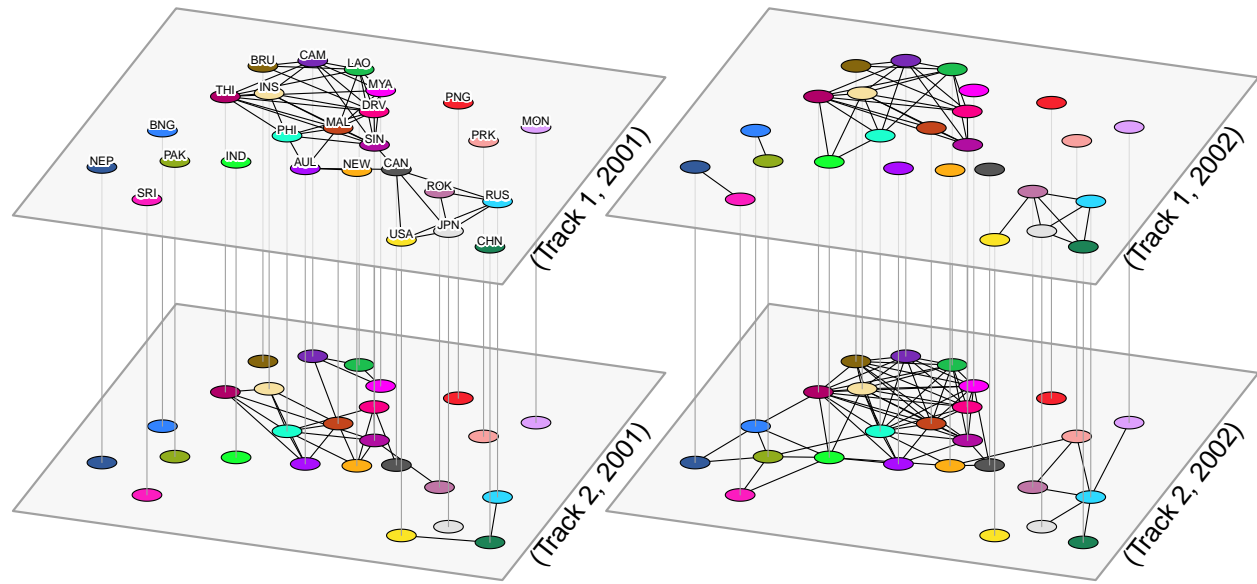 CAM
BRU
LAO
THI
INS
MYA
DRV
PNG
BNG
PHI
MAL
MON
SIN
PRK
NEP
PAK
IND
AUL
NEW
CAN
SRI
ROK
RUS
JPN
USA
CHN
(Track 1, 2001)
(Track 1, 2002)
(Track 2, 2001)
(Track 2, 2002)